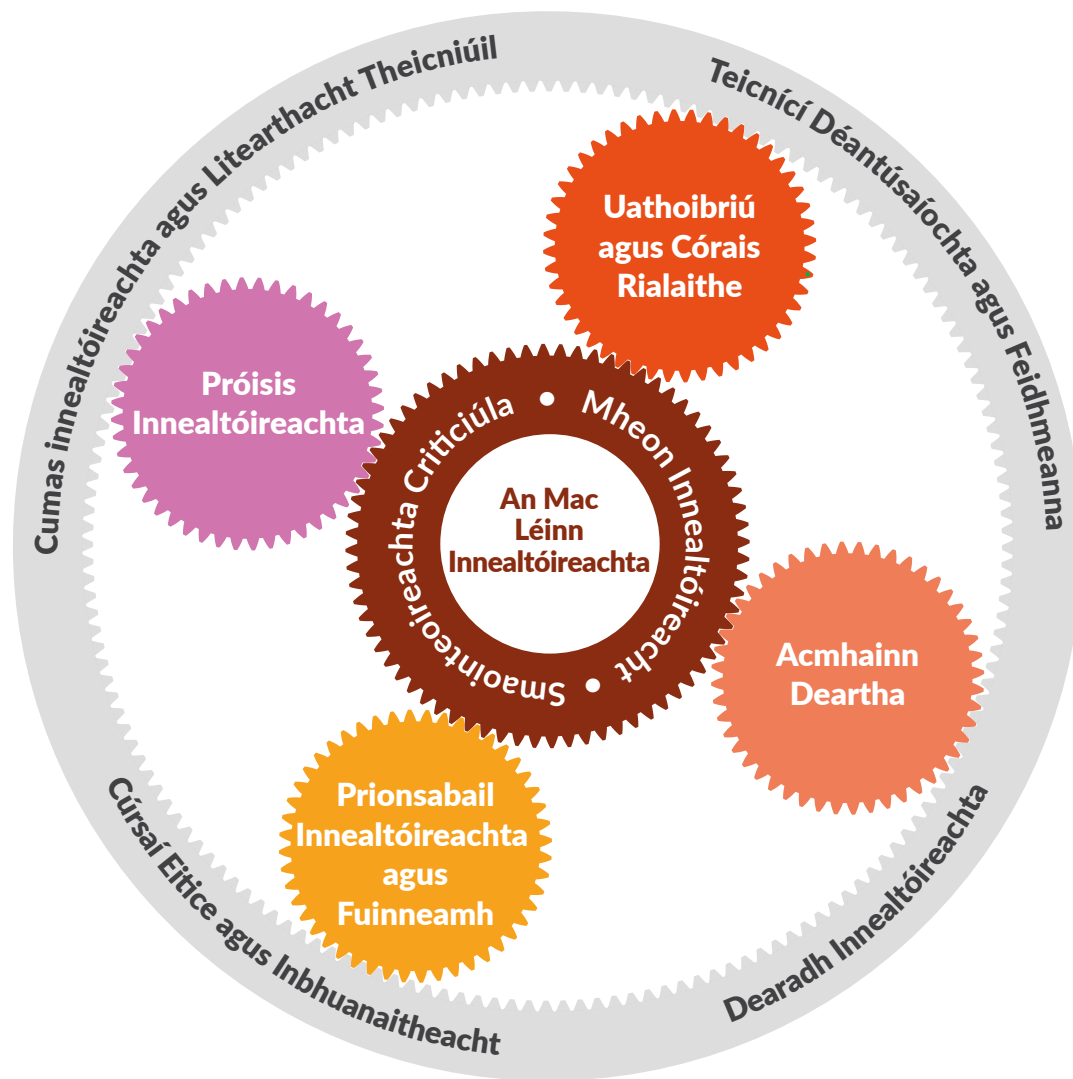 Cumas innealtóireachta agus Litearthacht Theicniúil
Teicnící Déantúsaíochta agus Feidhmeanna
Uathoibriú
agus Córais
Rialaithe
Próisis
Innealtóireachta
Smaointeoireachta Criticiúla • Mheon Innealtóireacht •
An Mac
Léinn
Innealtóireachta
Acmhainn
Deartha
Prionsabail
Innealtóireachta
agus
Fuinneamh
Cúrsaí Eitice agus Inbhuanaitheacht
Dearadh Innealtóireachta